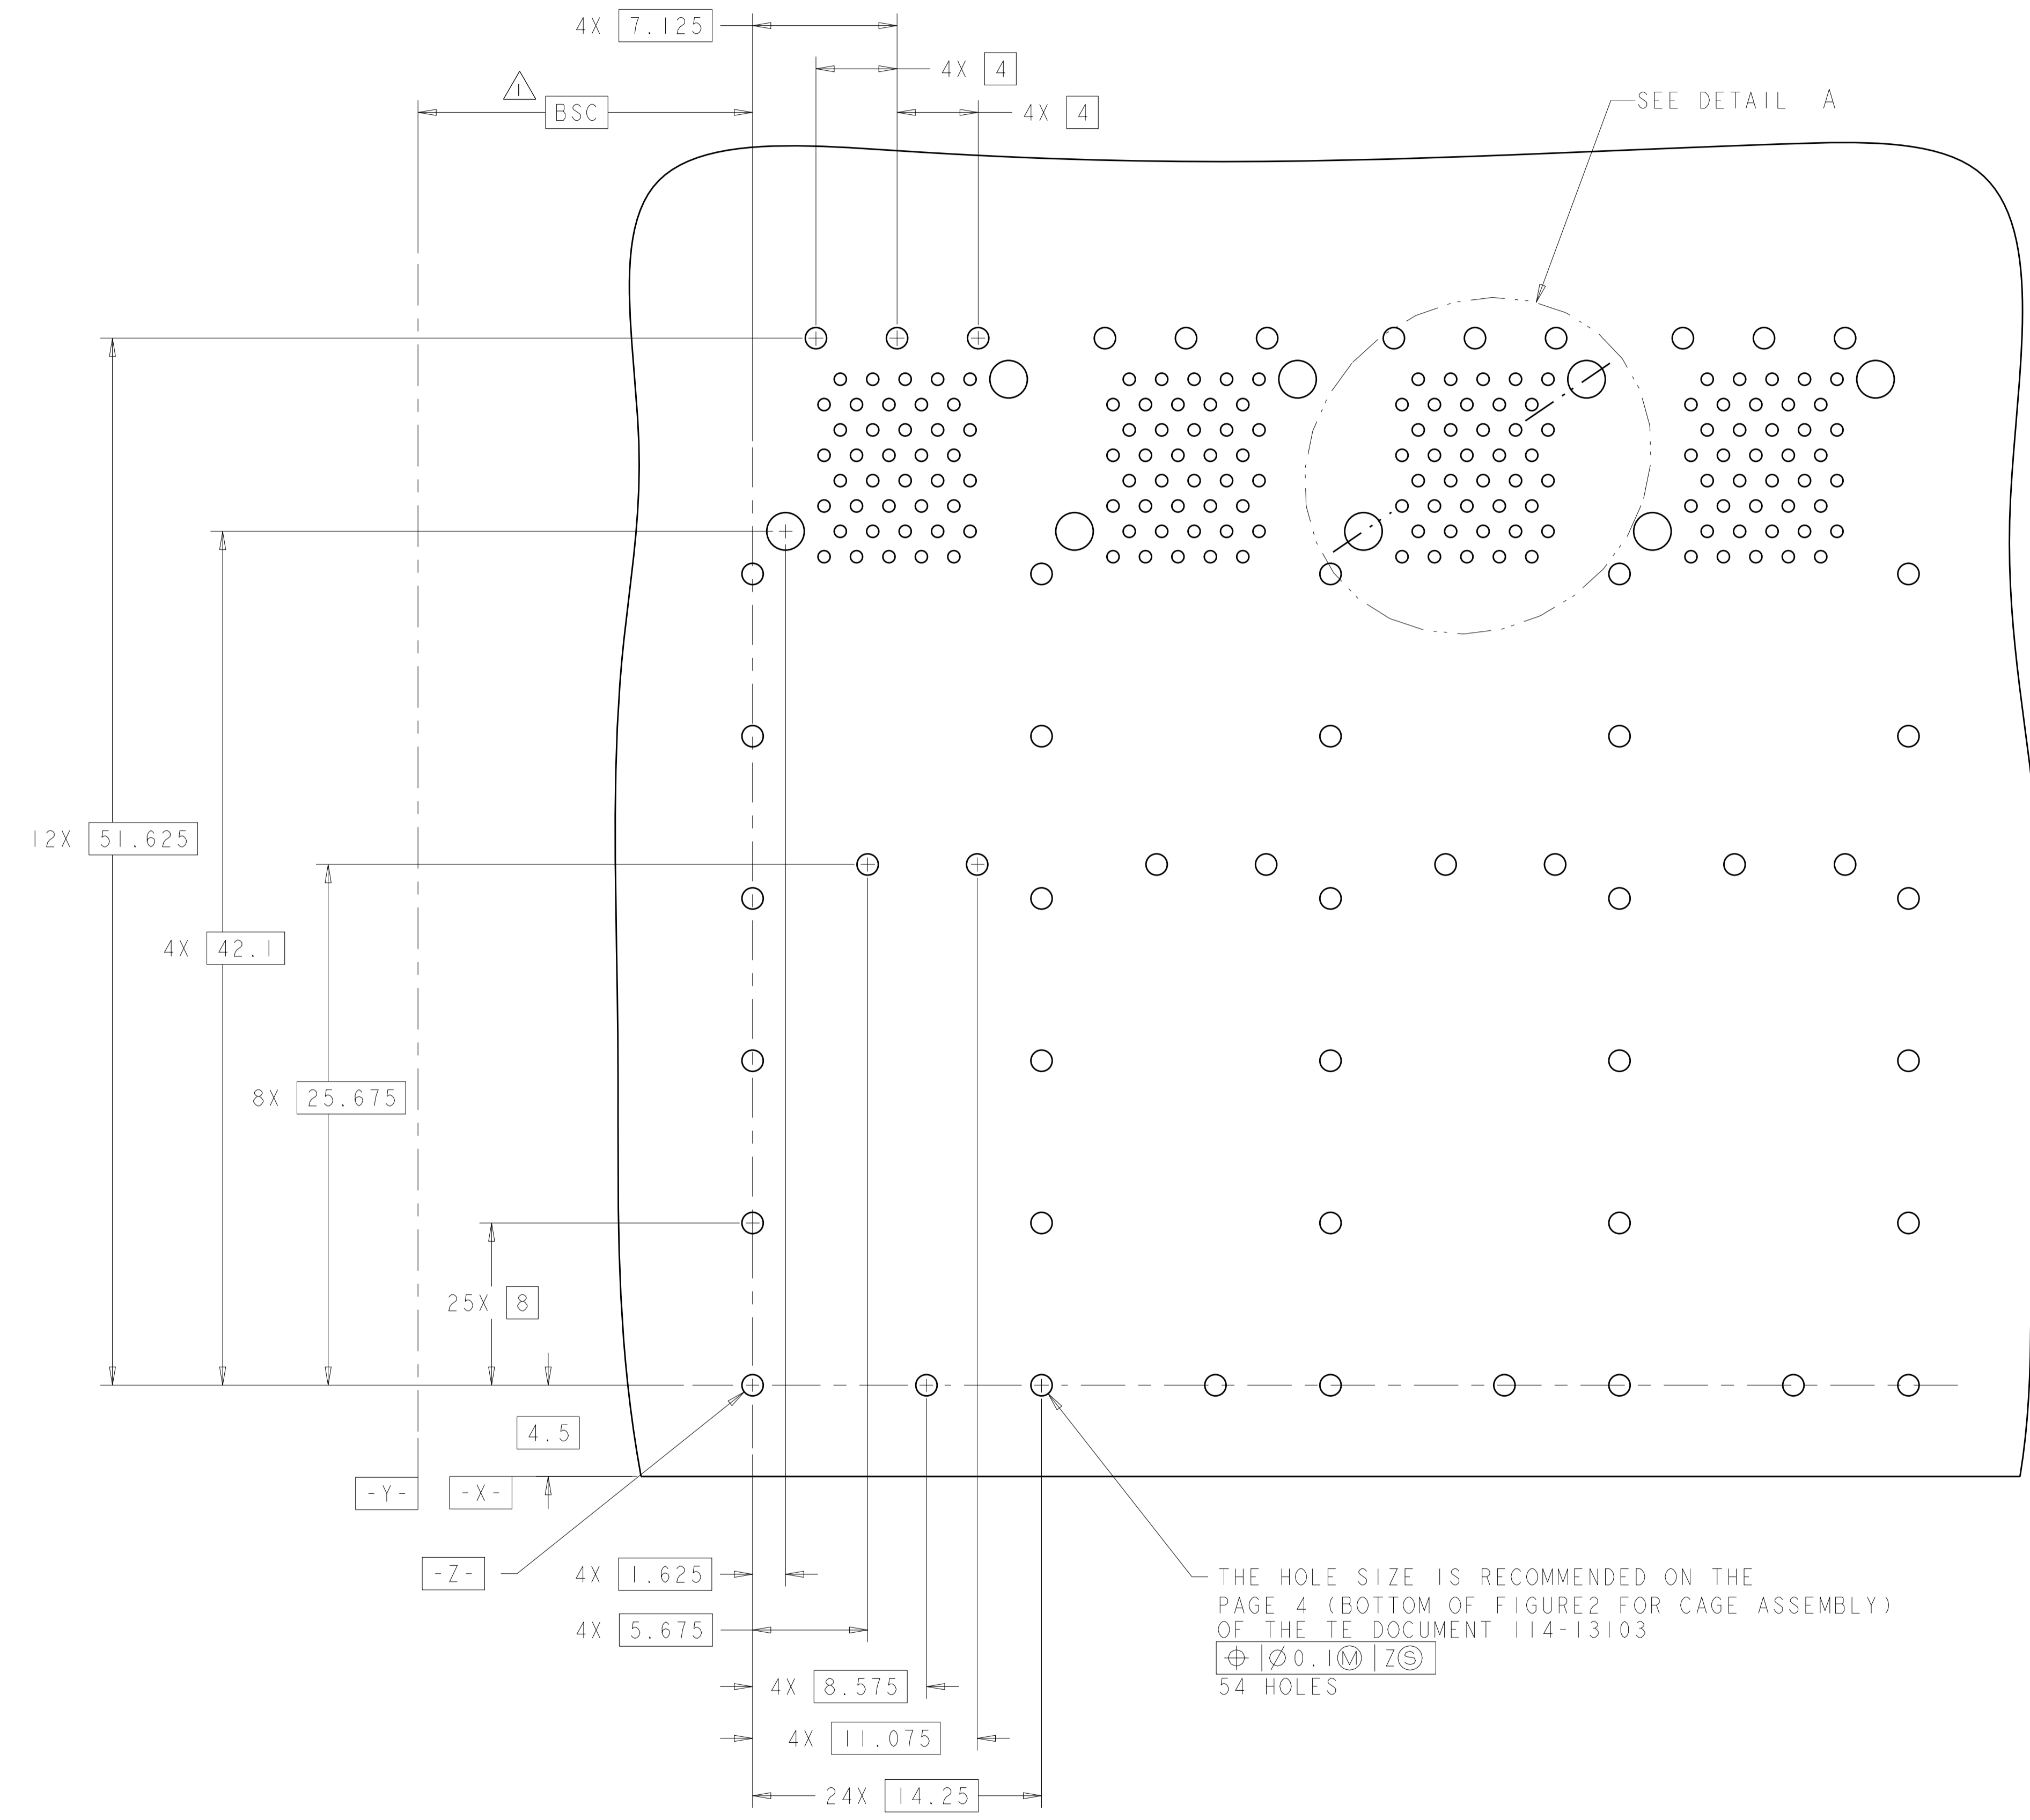 4X 7.125
4X 4
1
BSC
4X 4
SEE DETAIL A
12X 51.625
4X 42.1
8X 25.675
25X 8
4.5
-Y-
-X-
-Z-
4X 1.625
4X 5.675
4X 8.575
4X 11.075
24X 14.25
THE HOLE SIZE IS RECOMMENDED ON THE
PAGE 4 (BOTTOM OF FIGURE2 FOR CAGE ASSEMBLY)
OF THE TE DOCUMENT 114-13103
⌖ Ø0.1Ⓜ ZⓈ
54 HOLES